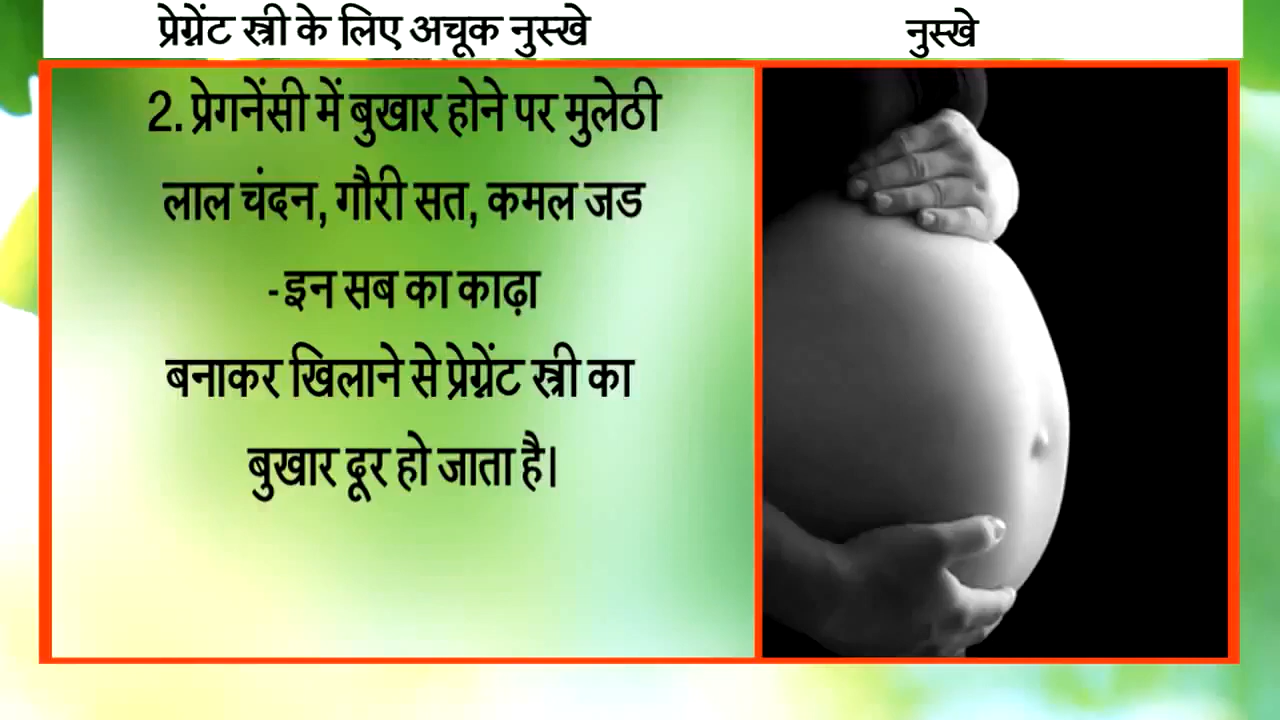 प्रेग्नेंट स्त्री के लिए अचूक नुस्खे
नुस्खे
2. प्रेगनेंसी में बुखार होने पर मुलेठी
लाल चंदन, गौरी सत, कमल जड
-इन सब का काढ़ा
बनाकर खिलाने से प्रेग्नेंट स्त्री का
बुखार दूर हो जाता है।